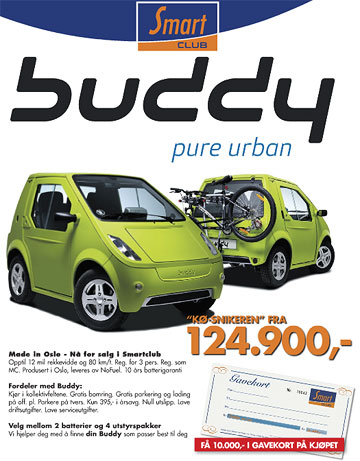 Smart
CLUB
buddy
pure urban
"KØ-SNIKEREN" FRA
124.900,-
Made in Oslo - Nå for salg i Smartclub
Opptil 12 mil rekkevidde og 80 km/t. Reg. for 3 pers. Reg. som
MC. Produsert i Oslo, leveres av NoFuel. 10 års batterigaranti
Fordeler med Buddy:
Kjør i kollektivfeltene. Gratis bomring. Gratis parkering og lading
på off. Parkere på tvers. Kun 395,- i årsavg. Null utslipp. Lave
driftsutgifter. Lave serviceutgifter.
Velg mellom 2 batterier og 4 utstyrspakker
Vi hjelper deg med å finne din Buddy som passer best til deg
Gavekort
FÅ 10.000,- I GAVEKORT PÅ KJØPET